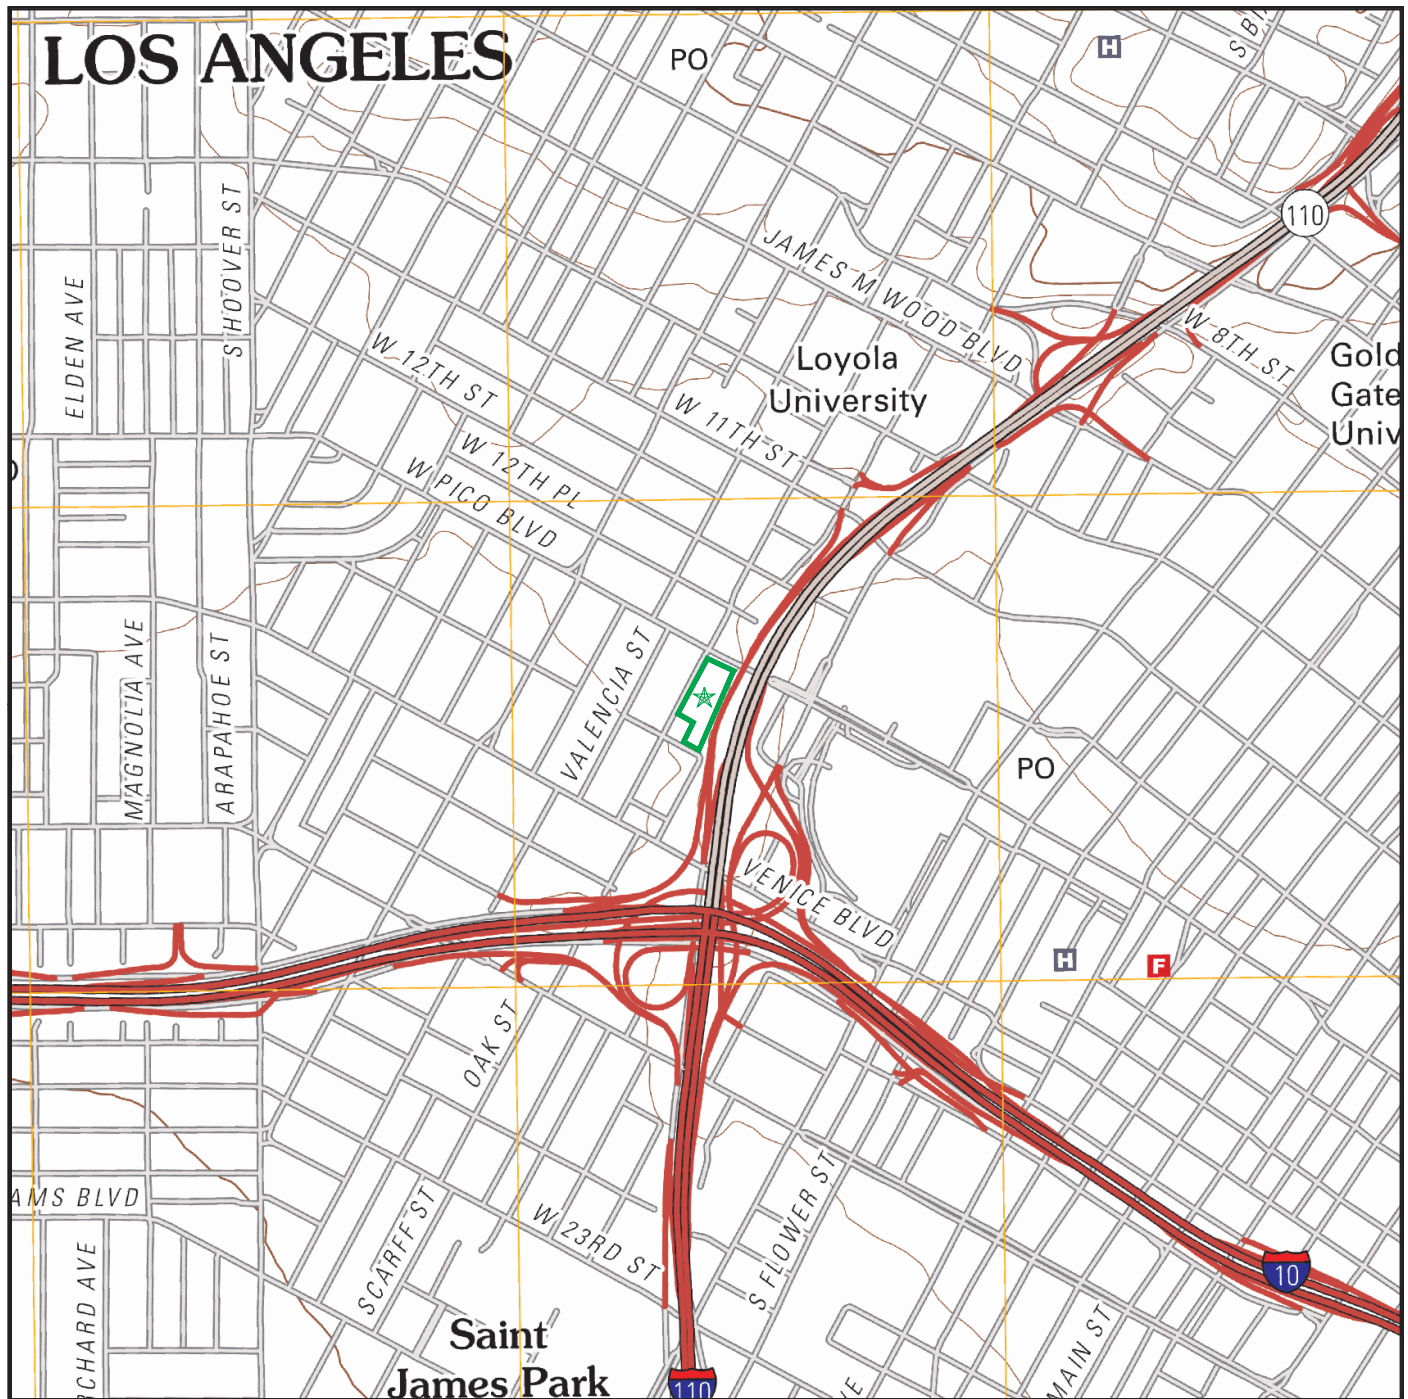 LOS ANGELES
PO
H
S BI
110
S HOOVER ST
ELDEN AVE
JAMES M WOOD BLVD
W 8TH ST
W 12TH ST
Loyola
University
Gold
Gate
Univ
W 11TH ST
W 12TH PL
W PICO BLVD
VALENCIA ST
MAGNOLIA AVE
ARAPAHOE ST
PO
VENICE BLVD
H
F
OAK ST
AMS BLVD
SCARFF ST
W 23RD ST
S FLOWER ST
RCHARD AVE
10
MAIN ST
Saint
James Park
110
VE